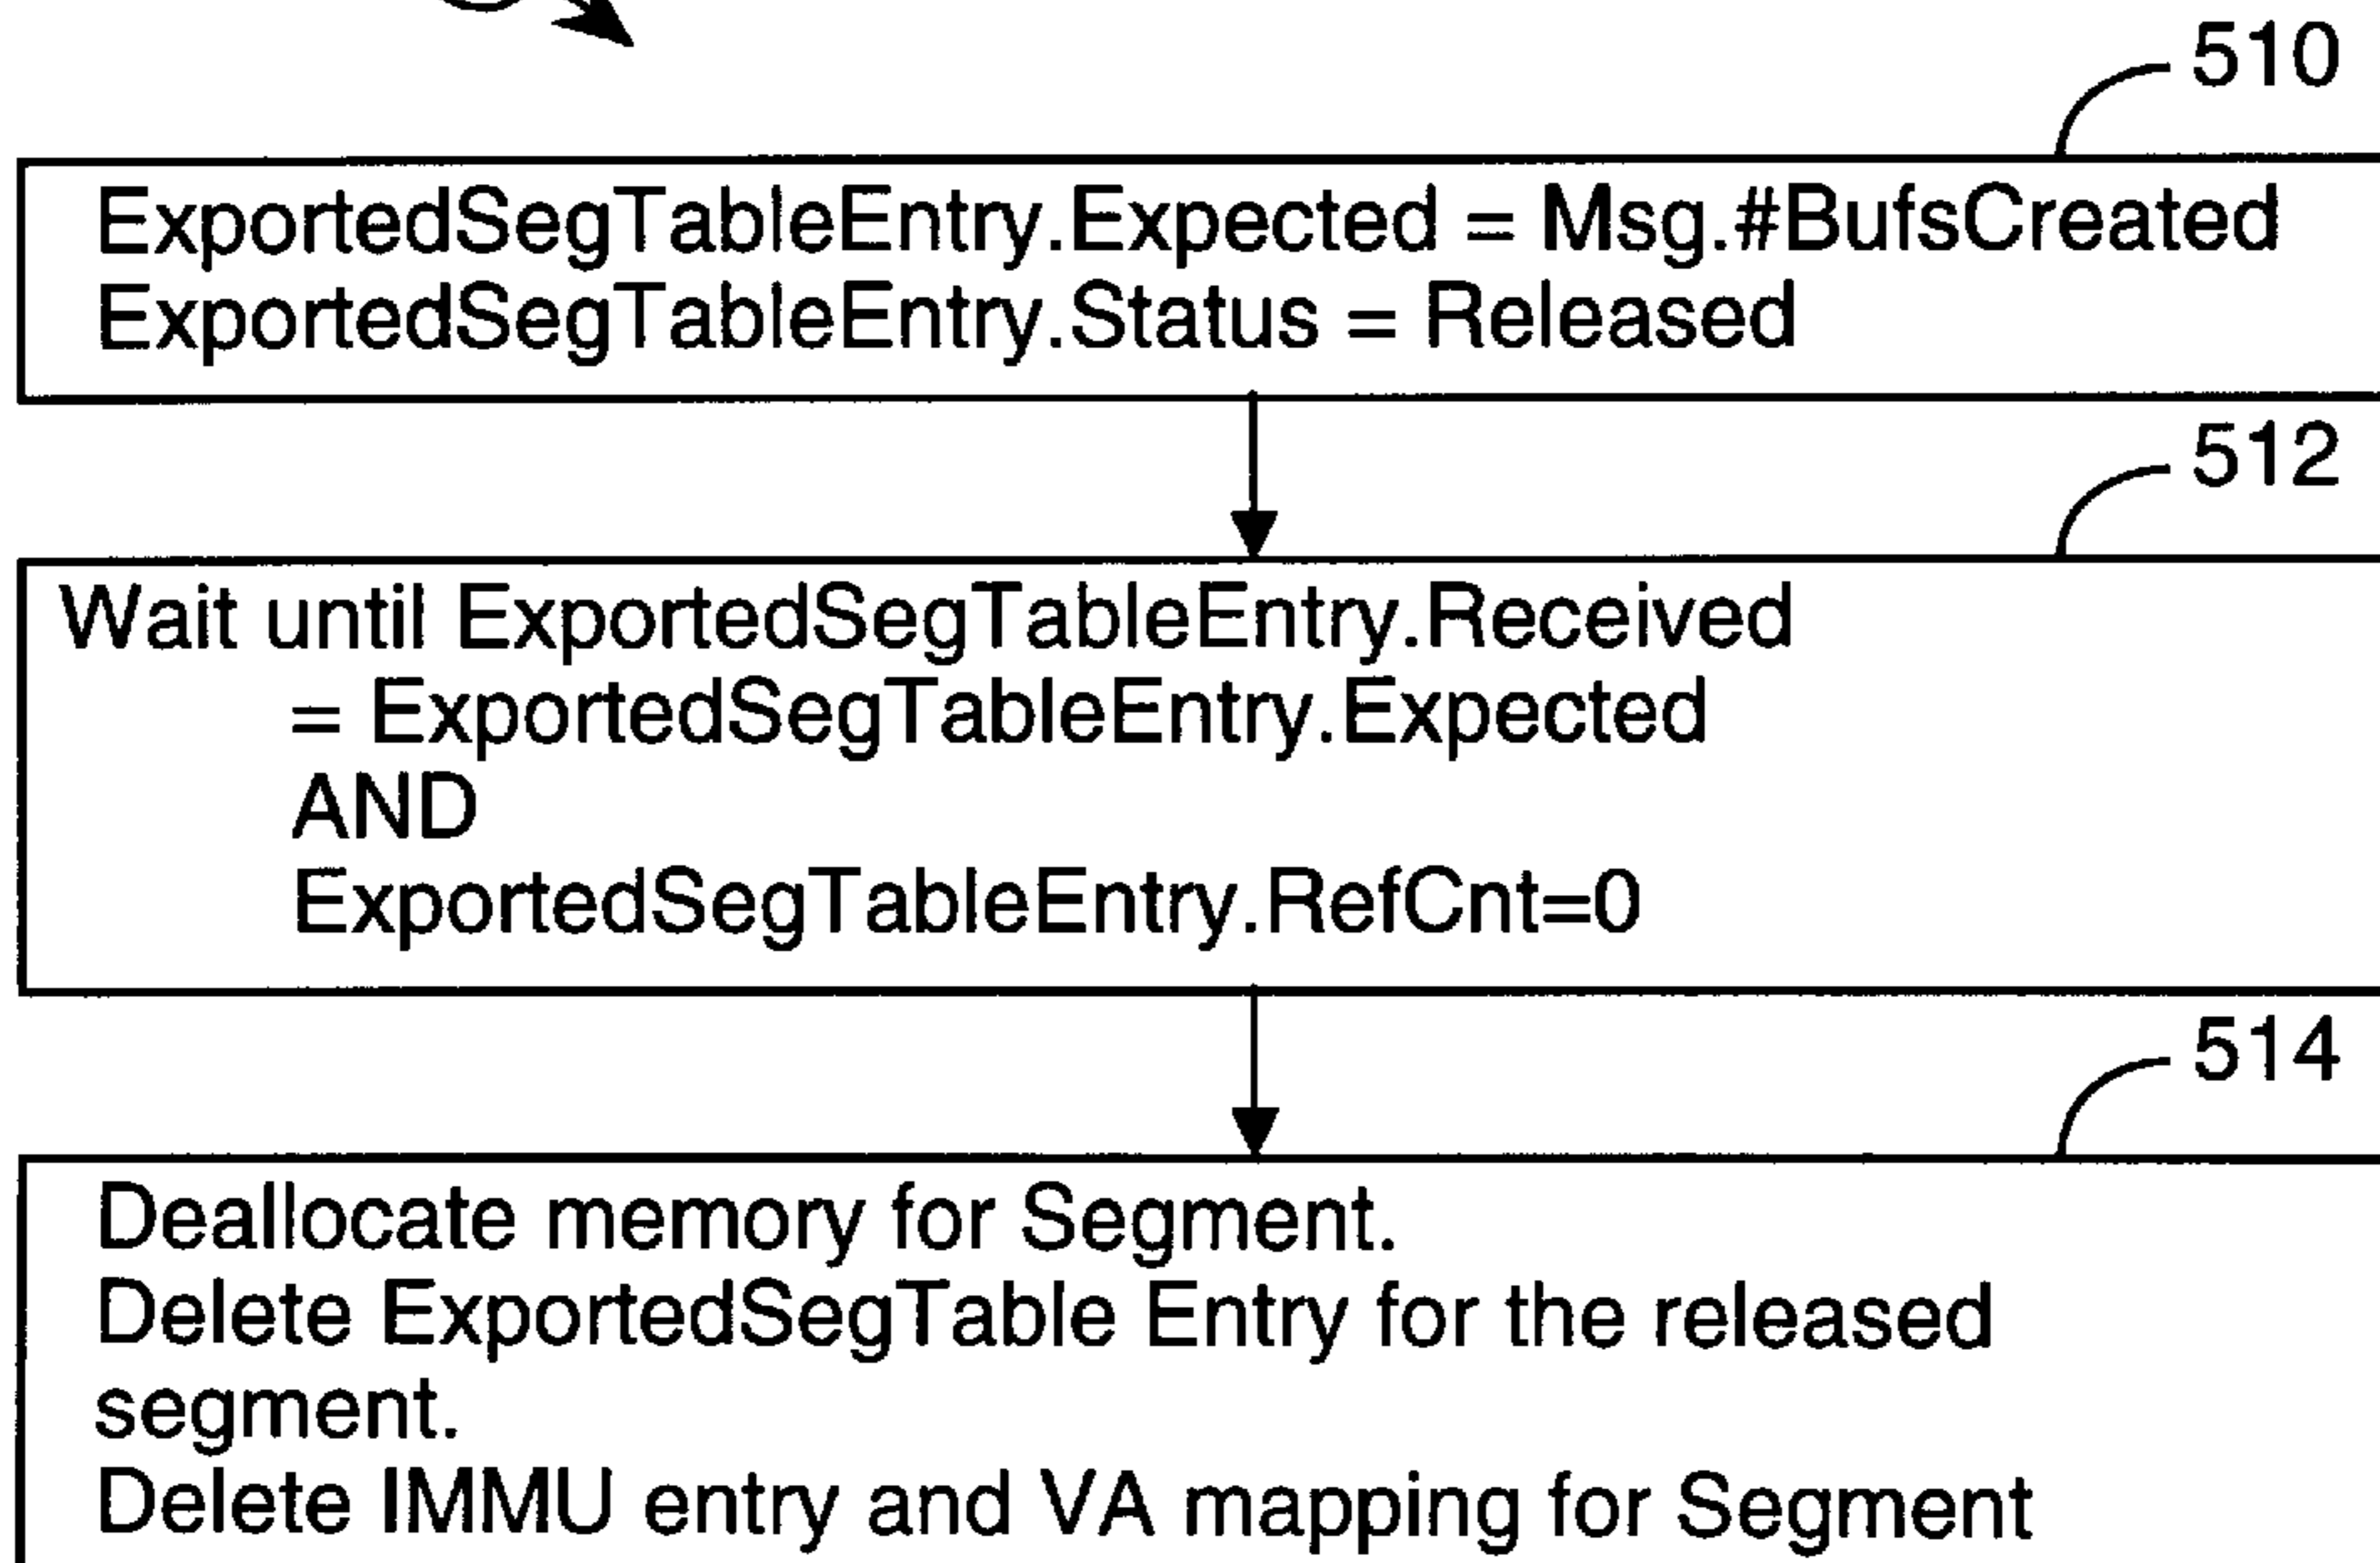 510
ExportedSegTableEntry.Expected = Msg.#BufsCreated
ExportedSegTableEntry.Status = Released
512
Wait until ExportedSegTableEntry.Received
= ExportedSegTableEntry.Expected
AND
ExportedSegTableEntry.RefCnt=0
514
Deallocate memory for Segment.
Delete ExportedSegTable Entry for the released
segment.
Delete IMMU entry and VA mapping for Segment